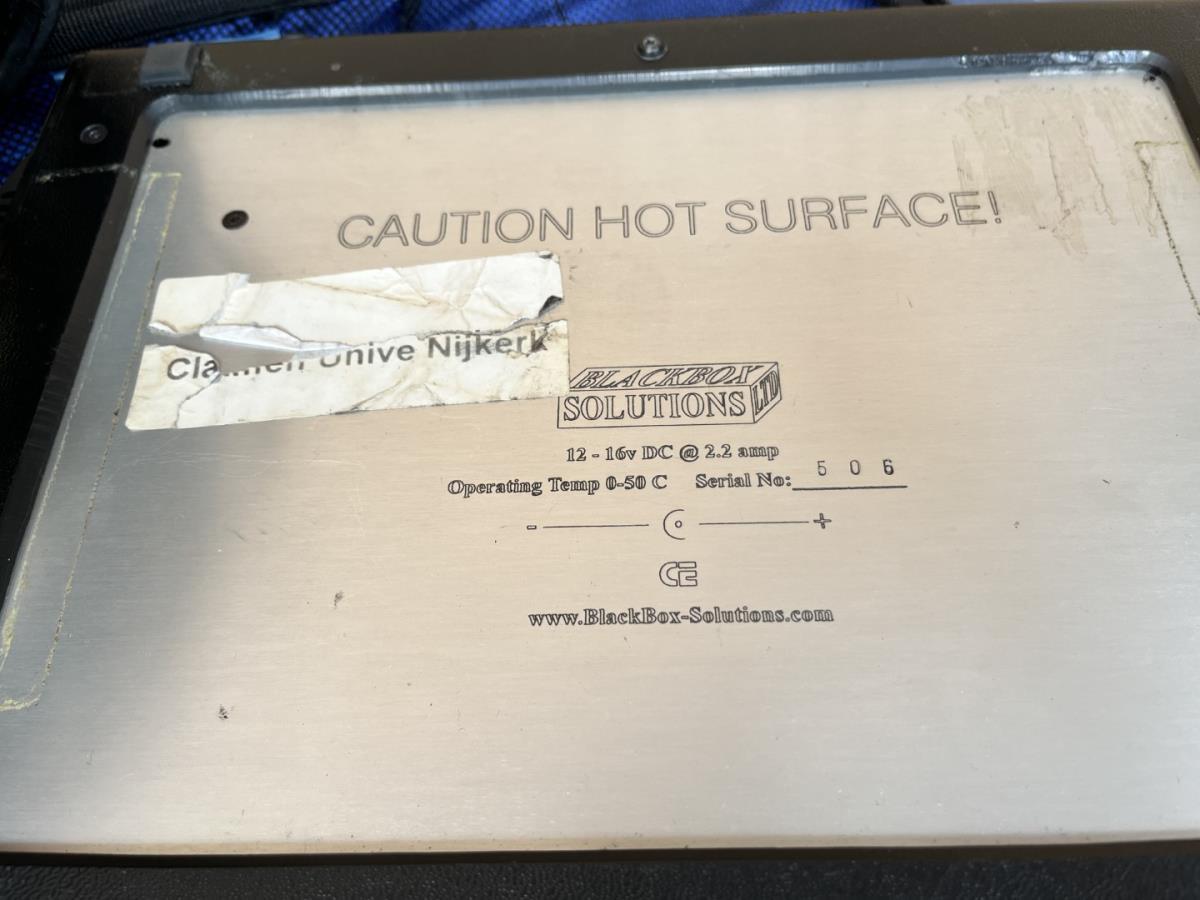 CAUTION HOT SURFACE!
Unive Nijkerk
BLACKBOX
SOLUTIONS LTD
12 - 16v DC @ 2.2 amp
Operating Temp 0-50 C Serial No: 506
- +
CE
www.BlackBox-Solutions.com